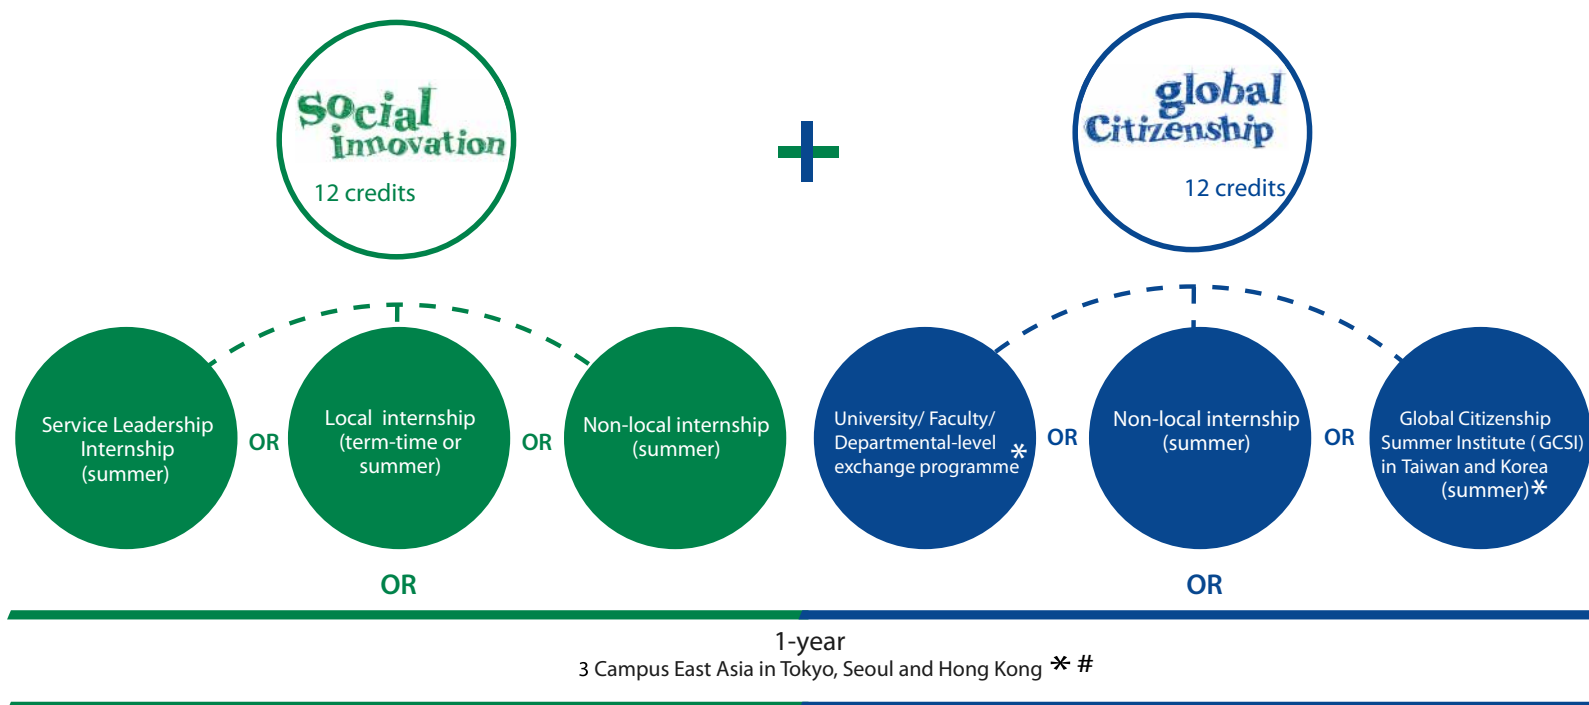 social
innovation
12 credits
+
global
Citizenship
12 credits
Service Leadership
Internship
(summer)
OR
Local internship
(term-time or
summer)
OR
Non-local internship
(summer)
University/ Faculty/
Departmental-level
exchange programme*
OR
Non-local internship
(summer)
OR
Global Citizenship
Summer Institute (GCSI)
in Taiwan and Korea
(summer)*
OR
OR
1-year
3 Campus East Asia in Tokyo, Seoul and Hong Kong * #